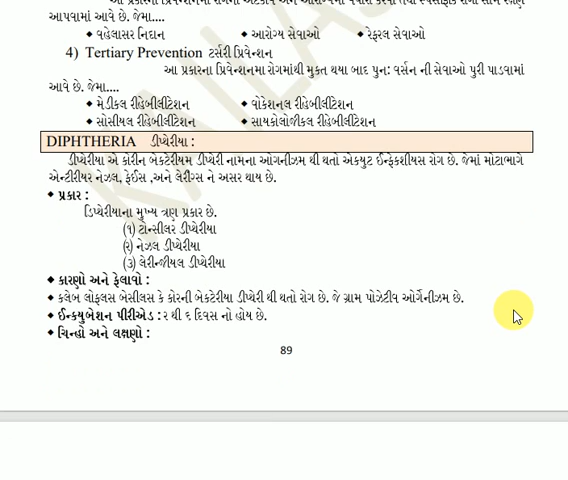 આપવામાં આવે છે. જેમા....
◆ વહેલાસર નિદાન ◆ આરોગ્ય સેવાઓ ◆ રેફરલ સેવાઓ
4) Tertiary Prevention ટર્સરી પ્રિવેન્શન
આ પ્રકારના પ્રિવેન્શનમા રોગમાંથી મુક્ત થયા બાદ પુન: વર્સન ની સેવાઓ પુરી પાડવામાં
આવે છે. જેમા....
◆ મેડીકલ રીહેબીલીટેશન ◆ વોકેશનલ રીહેબીલીટેશન
◆ સોસીયલ રીહેબીલીટેશન ◆ સાયકોલોજીકલ રીહેબીલીટેશન
DIPHTHERIA ડીપ્થેરીયા :
ડીપ્થેરીયા એ કોરીન બેકટેરીયમ ડીપ્થેરી નામના ઓગનીઝમ થી થતો એકયુટ ઈન્ફેકશીયસ રોગ છે. જેમાં મોટાભાગે
એન્ટીરીયર નેઝલ, ફેંઈસ ,અને લેરીંગ્સ ને અસર થાય છે.
◆ પ્રકાર :
ડિપ્થેરીયાના મુખ્ય ત્રણ પ્રકાર છે.
(૧) ટોન્સીલર ડીપ્થેરીયા
(૨) નેઝલ ડીપ્થેરીયા
(૩) લેરીન્જીયલ ડીપ્થેરીયા
◆ કારણો અને ફેલાવો :
◆ કલેબ લોફલસ બેસીલસ કે કોરની બેકટેરીયા ડીપ્થેરી થી થતો રોગ છે. જે ગ્રામ પોઝેટીવ ઓર્ગેનીઝમ છે.
◆ ઈન્કયુબેશન પીરીએડ : ૨ થી ૬ દિવસ નો હોય છે.
◆ ચિન્હો અને લક્ષણો :
89